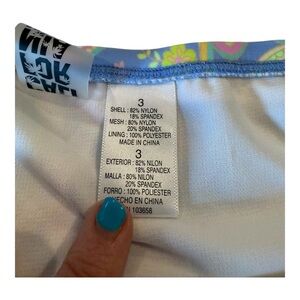 3
SHELL : 82% NYLON
18% SPANDEX
MESH : 80% NYLON
20% SPANDEX
LINING : 100% POLYESTER
MADE IN CHINA
3
EXTERIOR : 82% NILON
18% SPANDEX
MALLA : 80% NILON
20% SPANDEX
FORRO : 100% POLIESTER
HECHO EN CHINA
103658